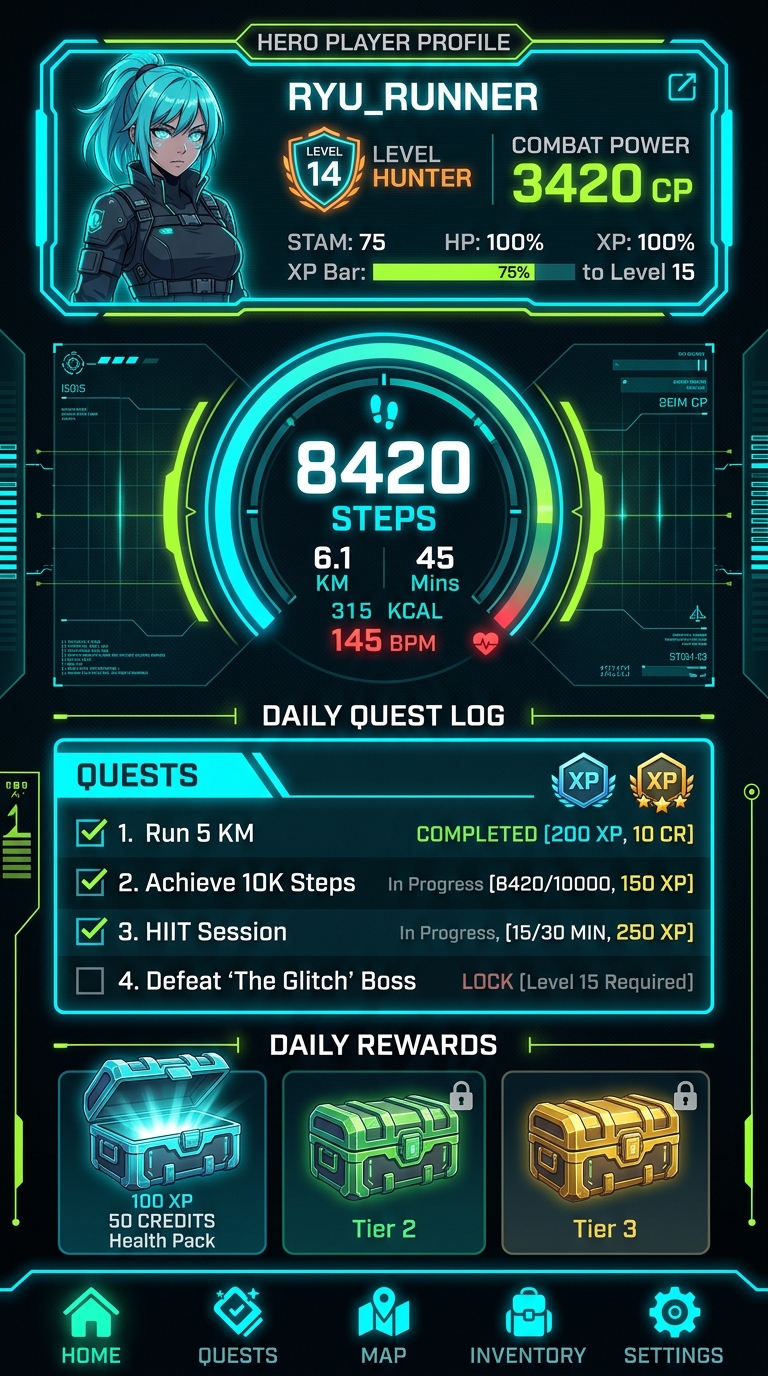 HERO PLAYER PROFILE
RYU_RUNNER
LEVEL
14
LEVEL
HUNTER
COMBAT POWER
3420 CP
STAM: 75 HP: 100% XP: 100%
XP Bar: 75% to Level 15
8420
STEPS
6.1 45
KM Mins
315 KCAL
145 BPM
DAILY QUEST LOG
QUESTS XP XP
1. Run 5 KM COMPLETED [200 XP, 10 CR]
2. Achieve 10K Steps In Progress [8420/10000, 150 XP]
3. HIIT Session In Progress, [15/30 MIN, 250 XP]
4. Defeat ‘The Glitch’ Boss LOCK [Level 15 Required]
DAILY REWARDS
100 XP
50 CREDITS
Health Pack
Tier 2
Tier 3
HOME QUESTS MAP INVENTORY SETTINGS